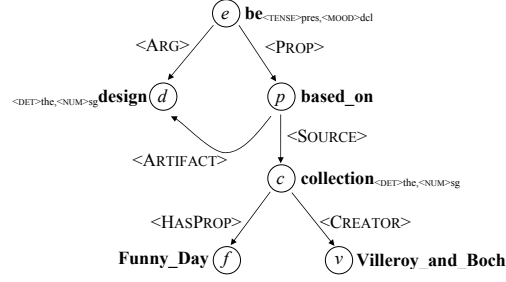 e be<TENSE>pres,<MOOD>dcl
<ARG> <PROP>
<DET>the,<NUM>sg design d p based_on
<SOURCE>
<ARTIFACT>
c collection<DET>the,<NUM>sg
<HASPROP> <CREATOR>
Funny_Day f v Villeroy_and_Boch